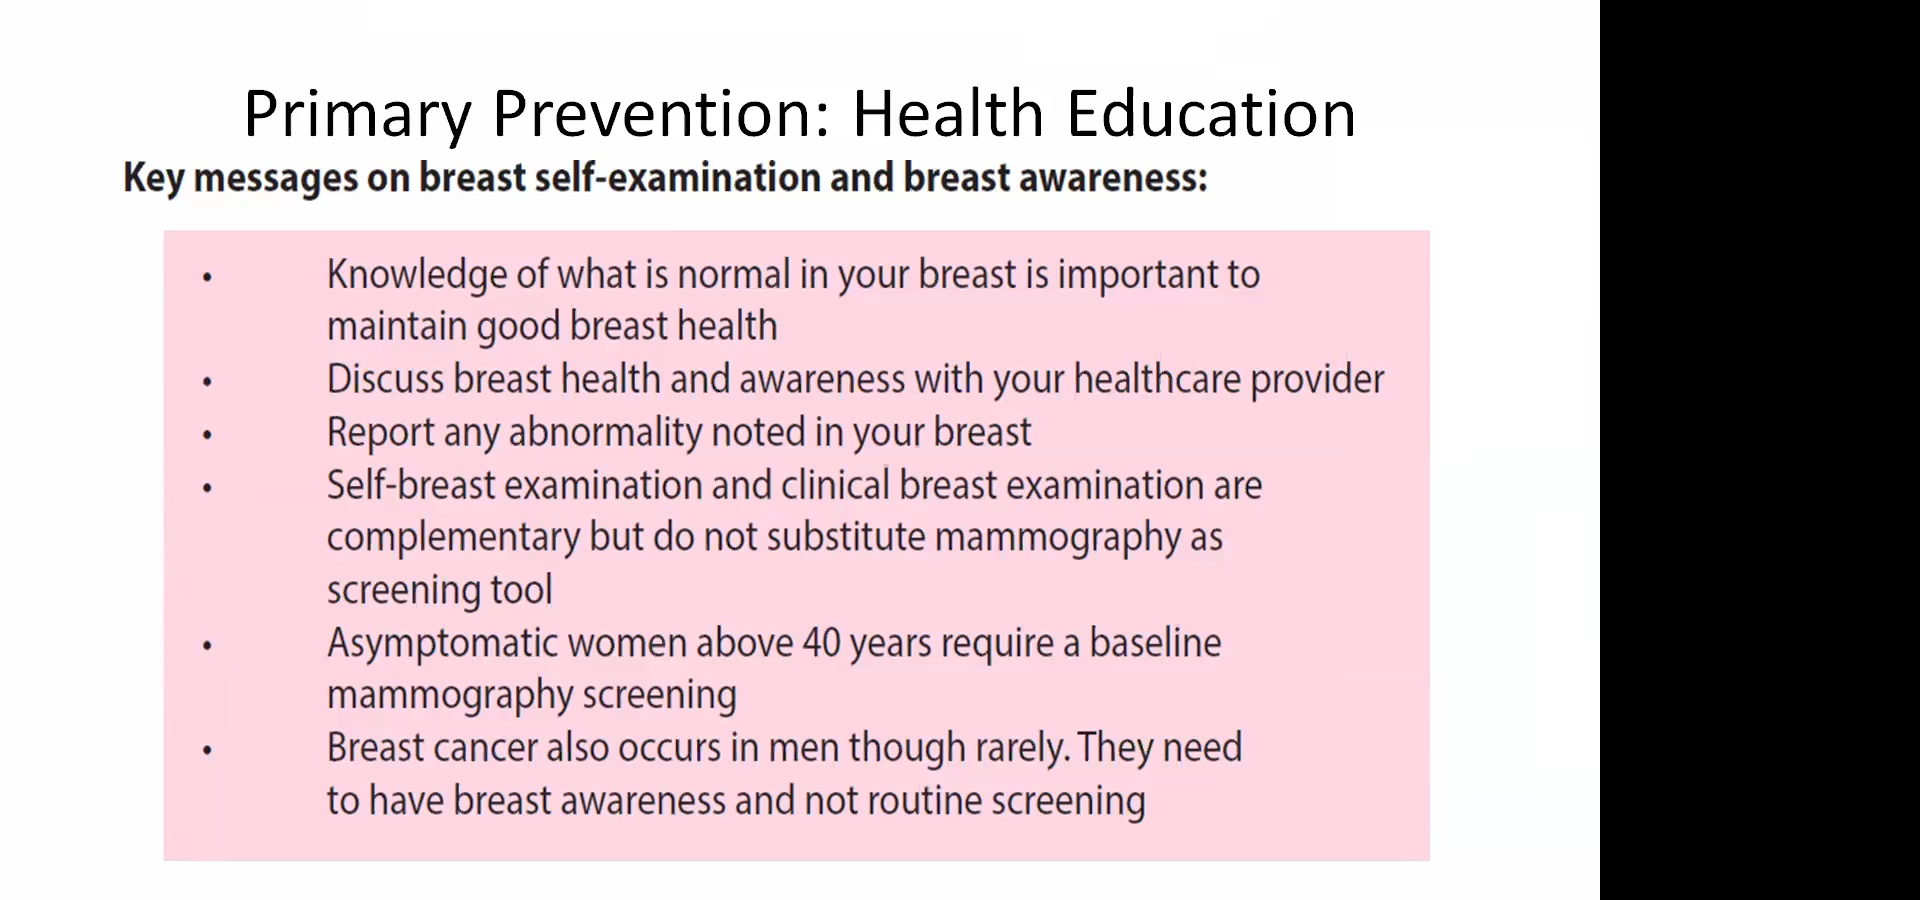 Primary Prevention: Health Education
Key messages on breast self-examination and breast awareness:
• Knowledge of what is normal in your breast is important to
maintain good breast health
• Discuss breast health and awareness with your healthcare provider
• Report any abnormality noted in your breast
• Self-breast examination and clinical breast examination are
complementary but do not substitute mammography as
screening tool
• Asymptomatic women above 40 years require a baseline
mammography screening
• Breast cancer also occurs in men though rarely. They need
to have breast awareness and not routine screening